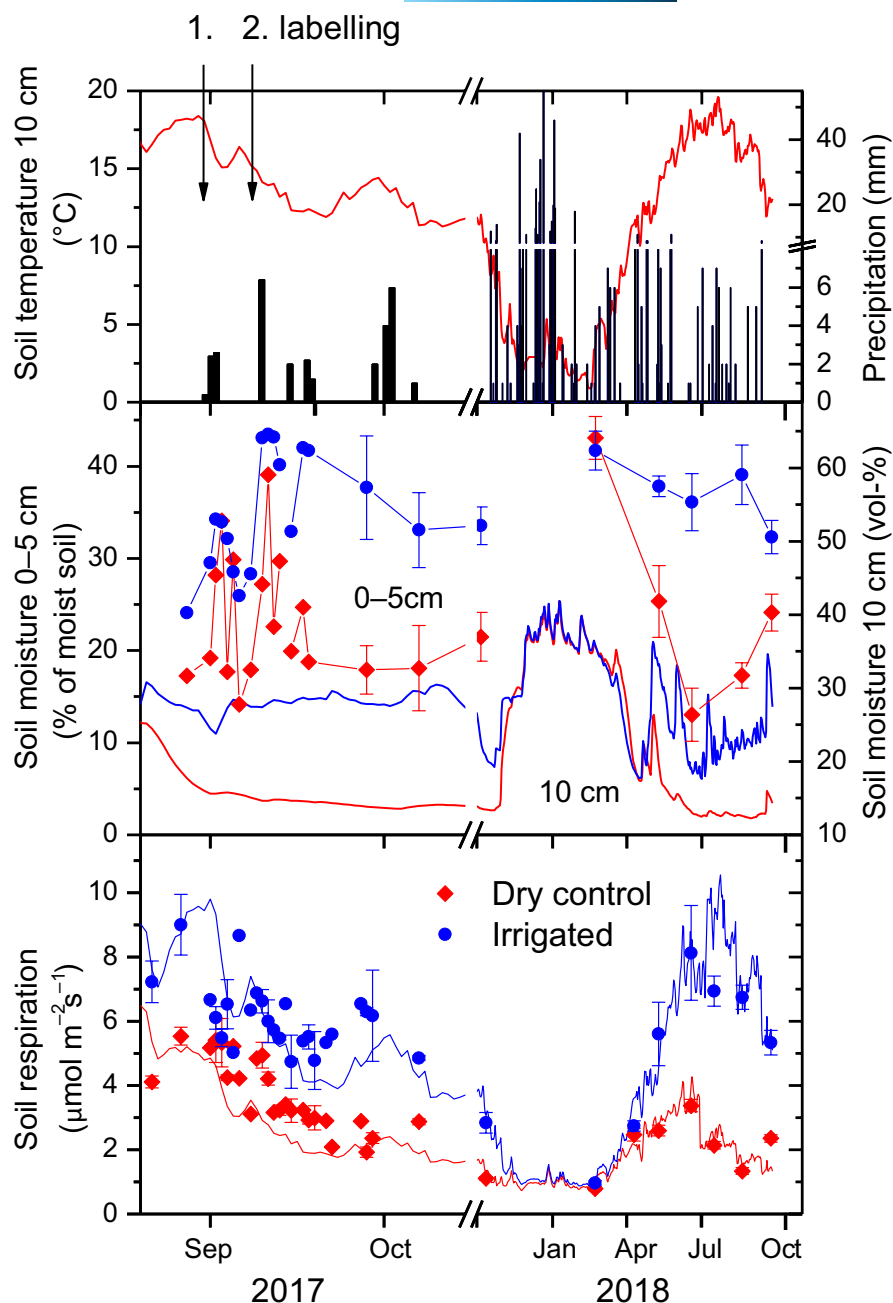 1. 2. labelling
Soil temperature 10 cm
(°C)
20
15
10
5
0
Precipitation (mm)
40
20
6
4
2
0
Soil moisture 0–5 cm
(% of moist soil)
40
30
20
10
0
0–5cm
10 cm
Soil moisture 10 cm (vol-%)
60
50
40
30
20
10
Soil respiration
(μmol m⁻²s⁻¹)
10
8
6
4
2
0
Dry control
Irrigated
Sep Oct Jan Apr Jul Oct
2017 2018